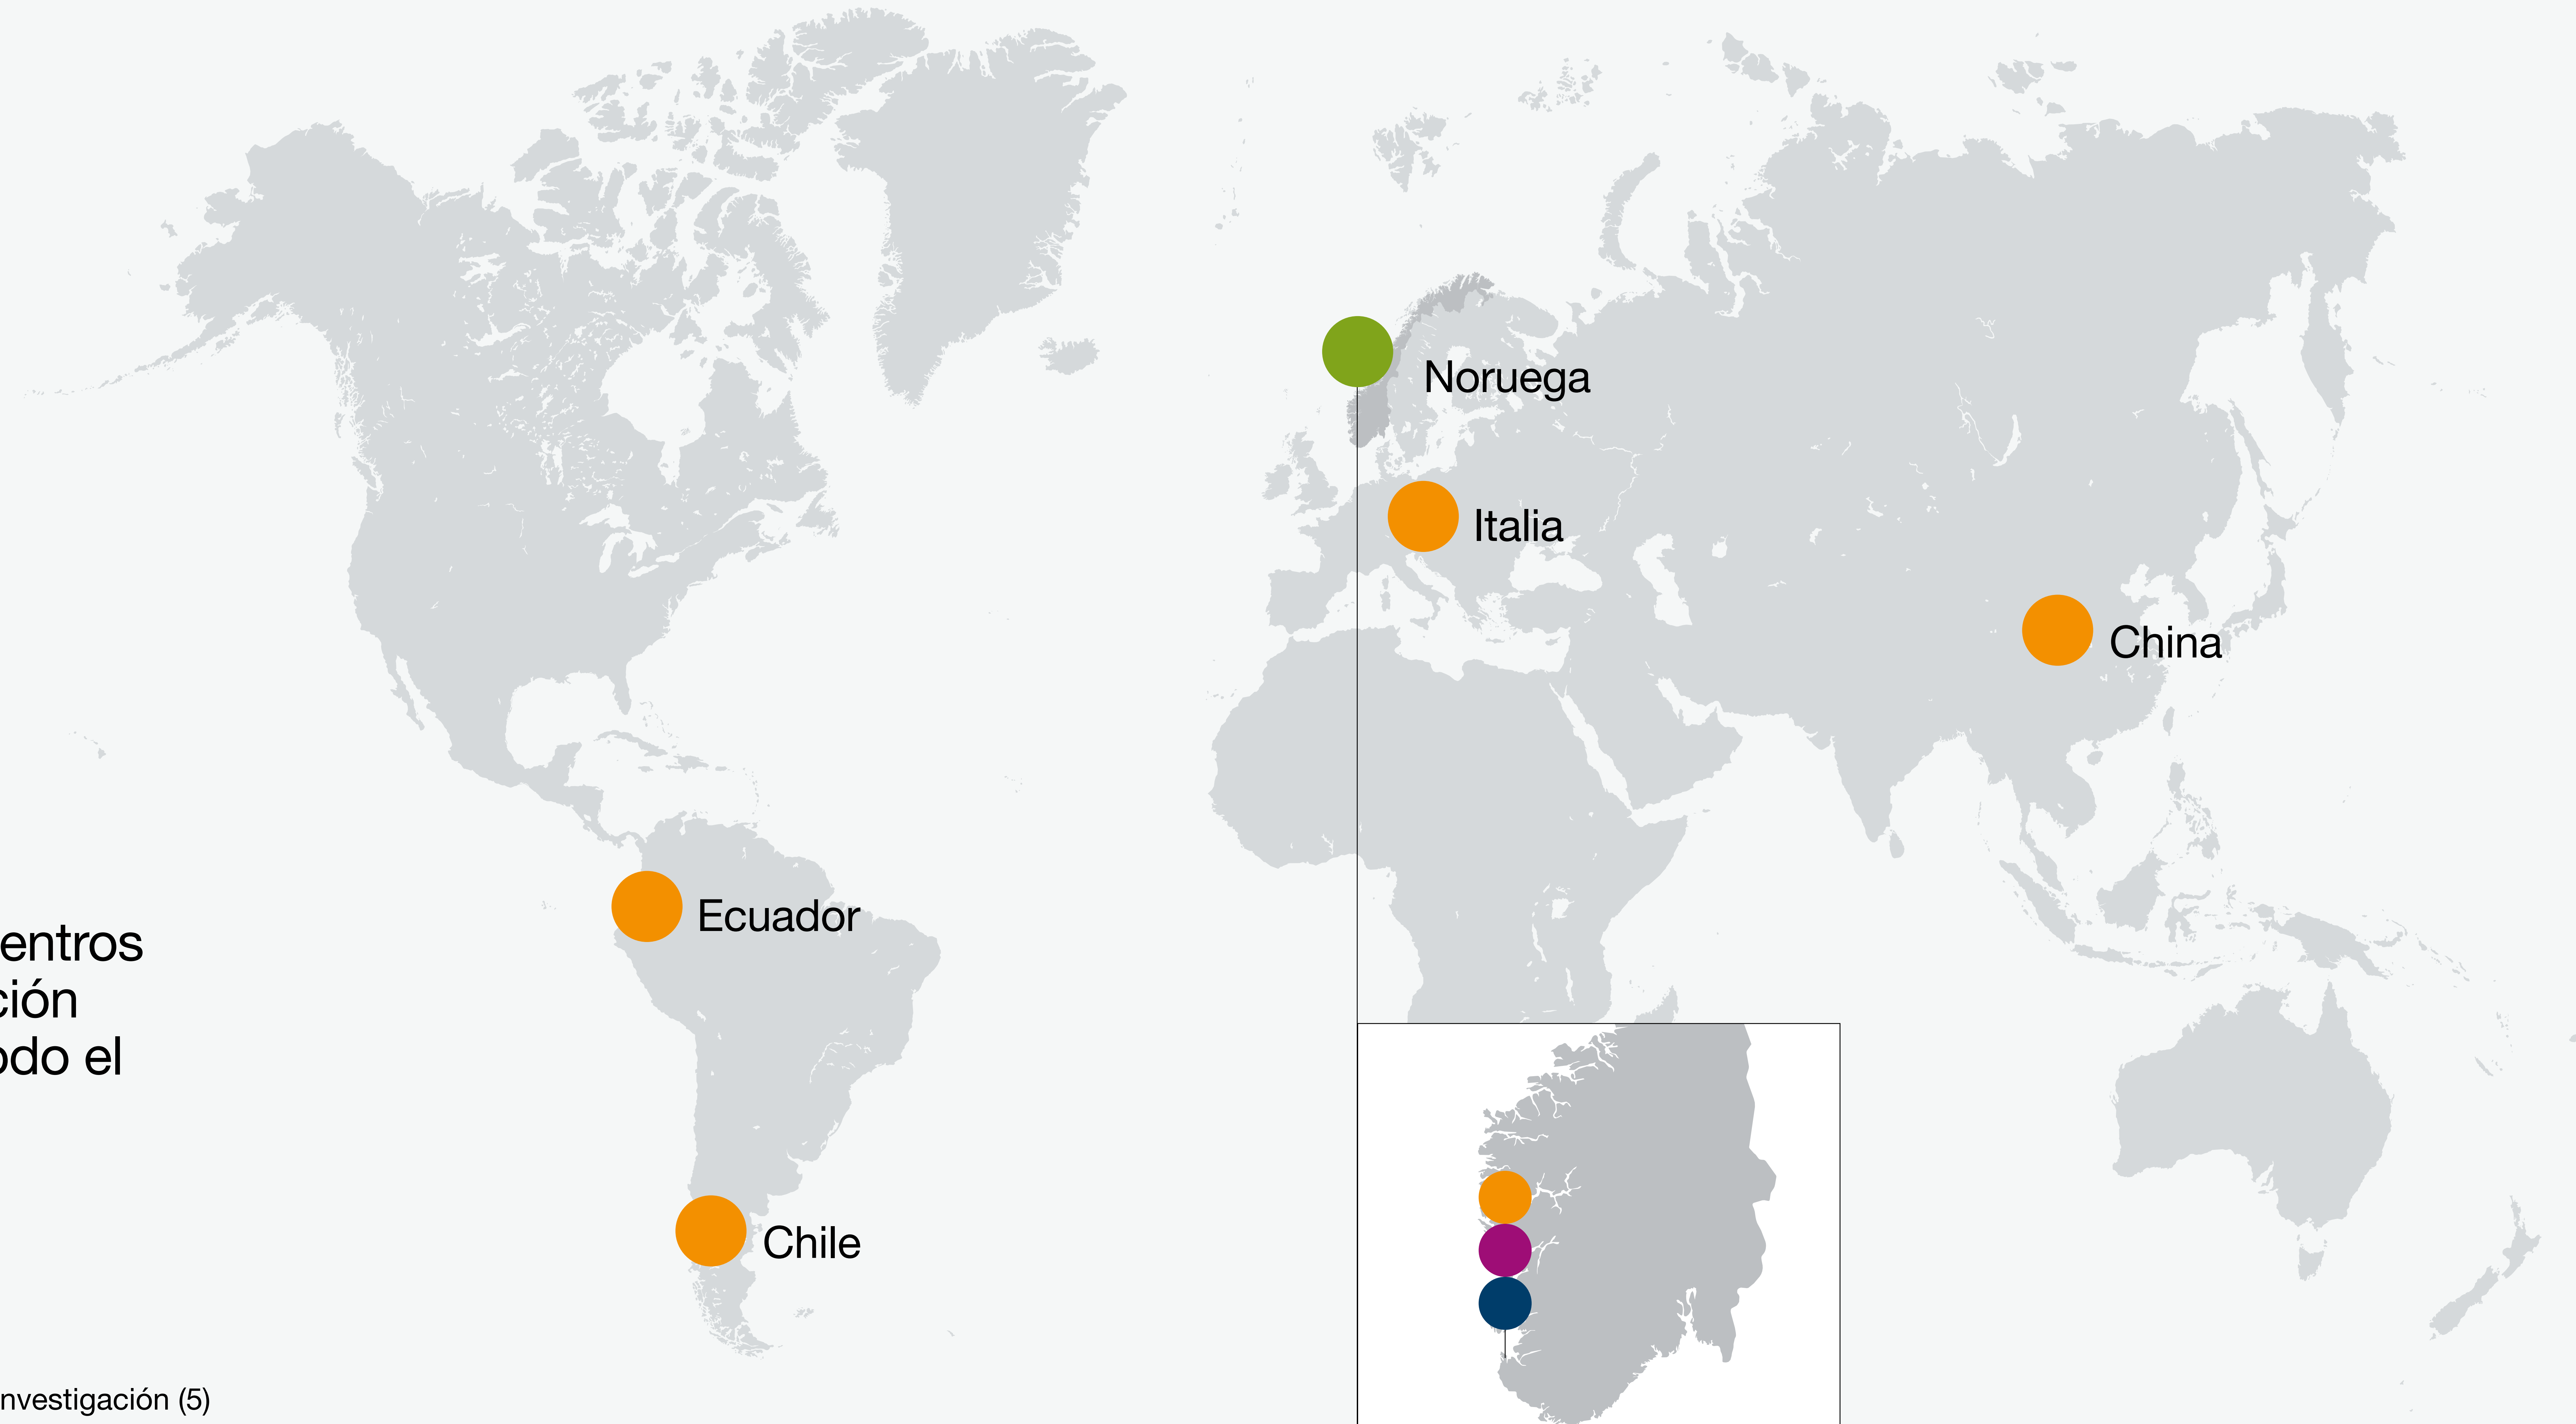 Noruega
Italia
China
Ecuador
entros
ción
odo el
Chile
nvestigación (5)